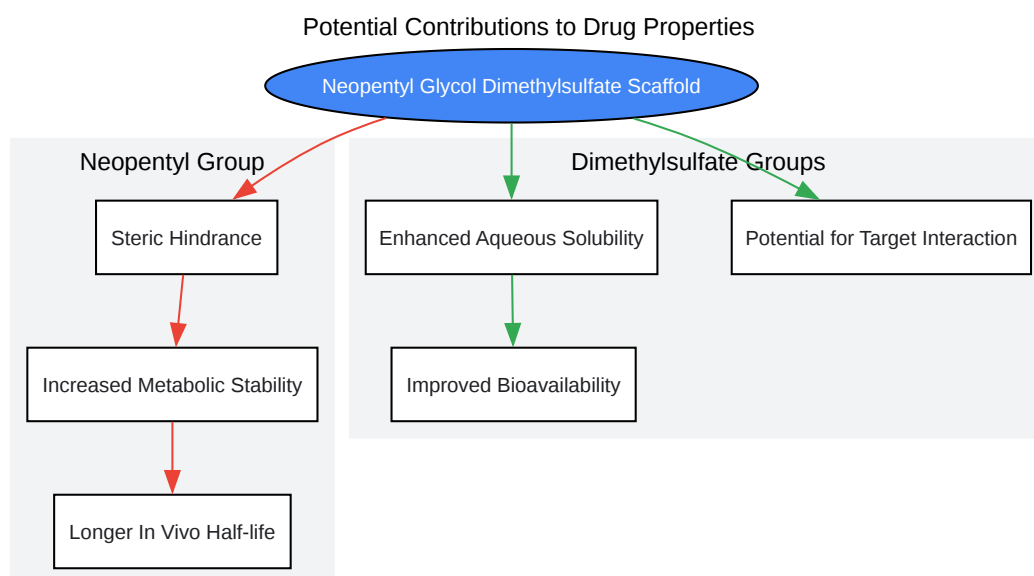 Potential Contributions to Drug Properties
Neopentyl Glycol Dimethylsulfate Scaffold
Neopentyl Group
Dimethylsulfate Groups
Steric Hindrance
Enhanced Aqueous Solubility
Potential for Target Interaction
Increased Metabolic Stability
Improved Bioavailability
Longer In Vivo Half-life